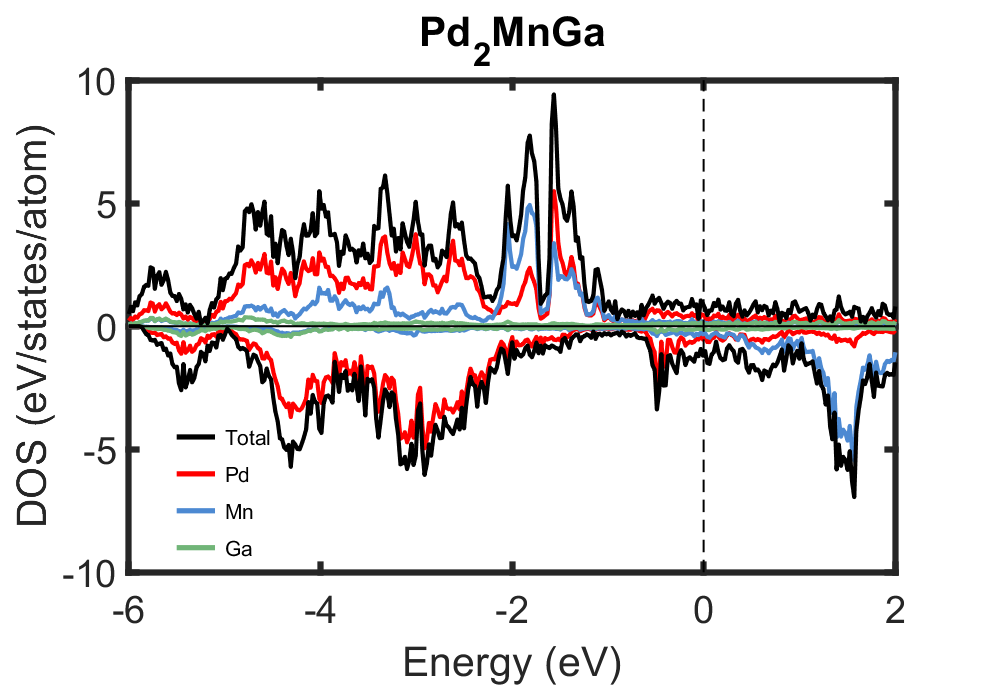 Pd2MnGa
DOS (eV/states/atom)
10
5
0
-5
-10
Total
Pd
Mn
Ga
-6 -4 -2 0 2
Energy (eV)